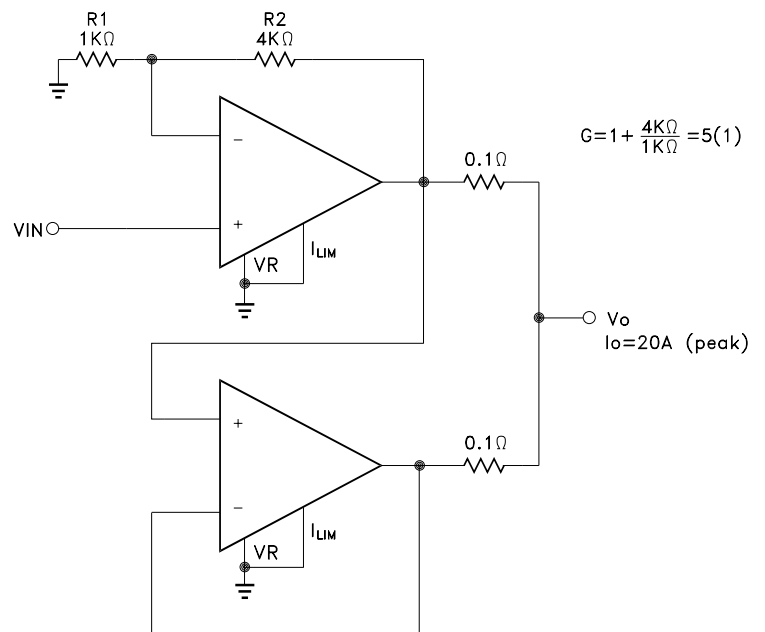 R1
1KΩ
R2
4KΩ
G=1+ 4KΩ/1KΩ =5(1)
−
0.1Ω
VIN
+
VR
ILIM
Vo
Io=20A (peak)
+
0.1Ω
−
VR
ILIM